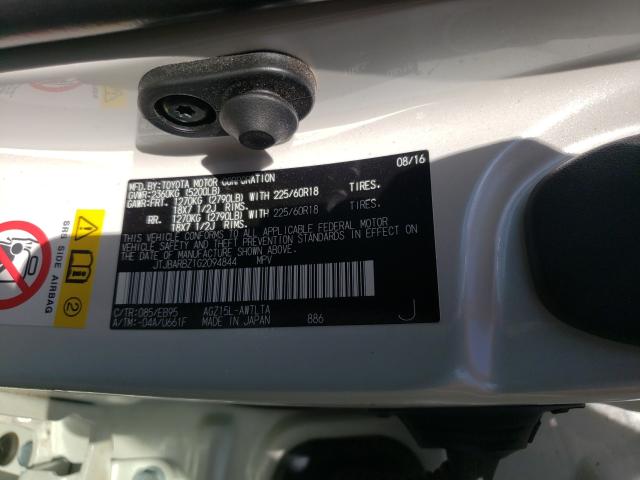 MFD.BY:TOYOTA MOTOR CORPORATION 08/16
GVWR:2360KG (5200LB)
GAWR:FRT. 1270KG (2790LB) WITH 225/60R18 TIRES.
18X7 1/2J RIMS.
RR. 1270KG (2790LB) WITH 225/60R18 TIRES.
18X7 1/2J RIMS.
THIS VEHICLE CONFORMS TO ALL APPLICABLE FEDERAL MOTOR
VEHICLE SAFETY AND THEFT PREVENTION STANDARDS IN EFFECT ON
THE DATE OF MANUFACTURE SHOWN ABOVE.
JTJBARBZ1G2094844 MPV
C/TR:085/EB95 AGZ15L-AWTLTA
A/TM:-04A/U661F MADE IN JAPAN 886 J
SRS SIDE AIRBAG
2